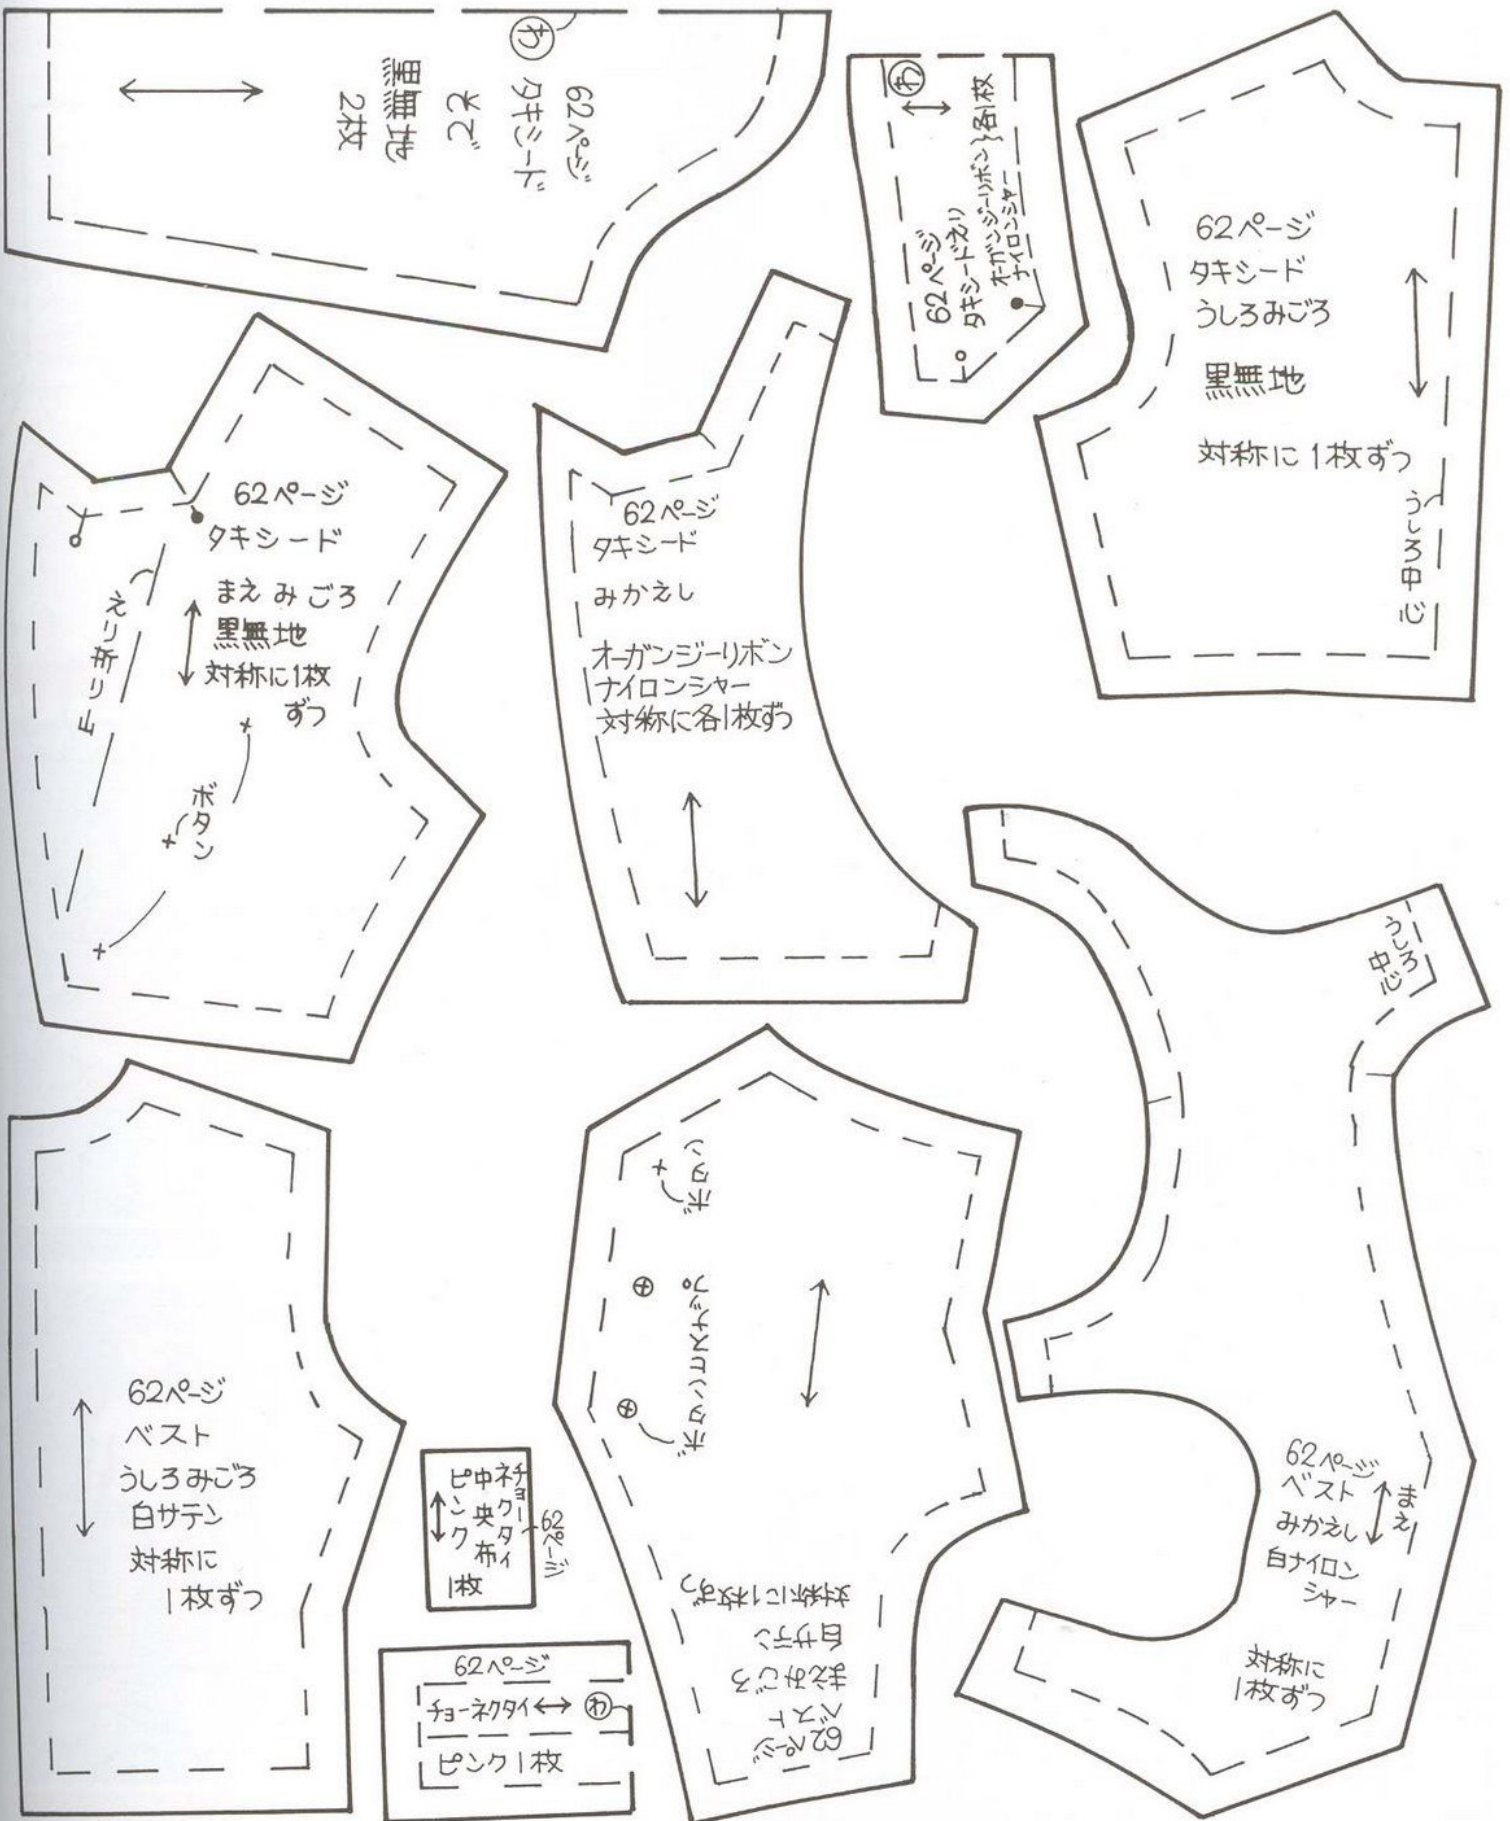 わ
62ページ
タキシード
そで
黒無地
2枚
わ
62ページ
タキシードえり
オーガンジーリボン
ナイロンシャー
各1枚
62ページ
タキシード
うしろみごろ
黒無地
対称に1枚ずつ
うしろ中心
62ページ
タキシード
まえみごろ
黒無地
対称に1枚
ずつ
えり折り山
ボタン
62ページ
タキシード
みかえし
オーガンジーリボン
ナイロンシャー
対称に各1枚ずつ
うしろ
中心
62ページ
ベスト
みかえし
白ナイロン
シャー
まえ
対称に
1枚ずつ
62ページ
ベスト
うしろみごろ
白サテン
対称に
1枚ずつ
62ページ
チョーネクタイ
中央布
ピンク
1枚
62ページ
チョーネクタイ
わ
ピンク1枚
ボタン
ボタンとスナップ
62ページ
ベスト
まえみごろ
白サテン
対称に1枚ずつ